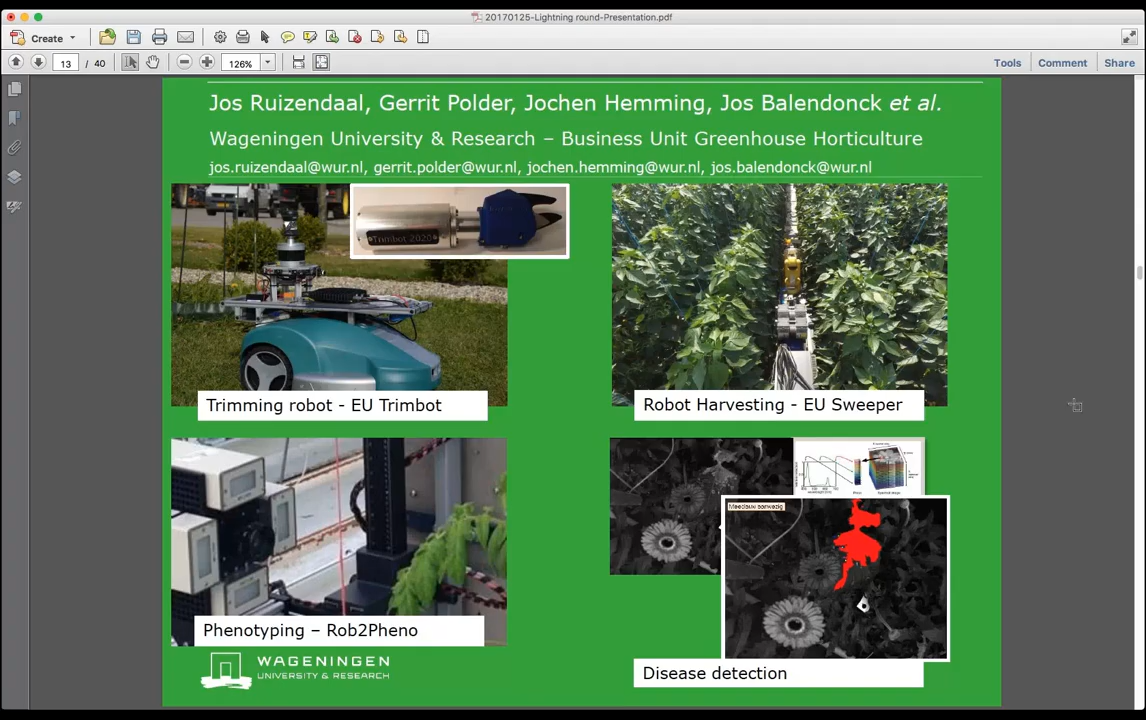 20170125-Lightning round-Presentation.pdf
Create
13 / 40
126%
Tools Comment Share
Jos Ruizendaal, Gerrit Polder, Jochen Hemming, Jos Balendonck et al.
Wageningen University & Research – Business Unit Greenhouse Horticulture
jos.ruizendaal@wur.nl, gerrit.polder@wur.nl, jochen.hemming@wur.nl, jos.balendonck@wur.nl
Trimbot 2020
Trimming robot - EU Trimbot
Robot Harvesting - EU Sweeper
Meeldauw aanwezig
Phenotyping – Rob2Pheno
Disease detection
WAGENINGEN
UNIVERSITY & RESEARCH